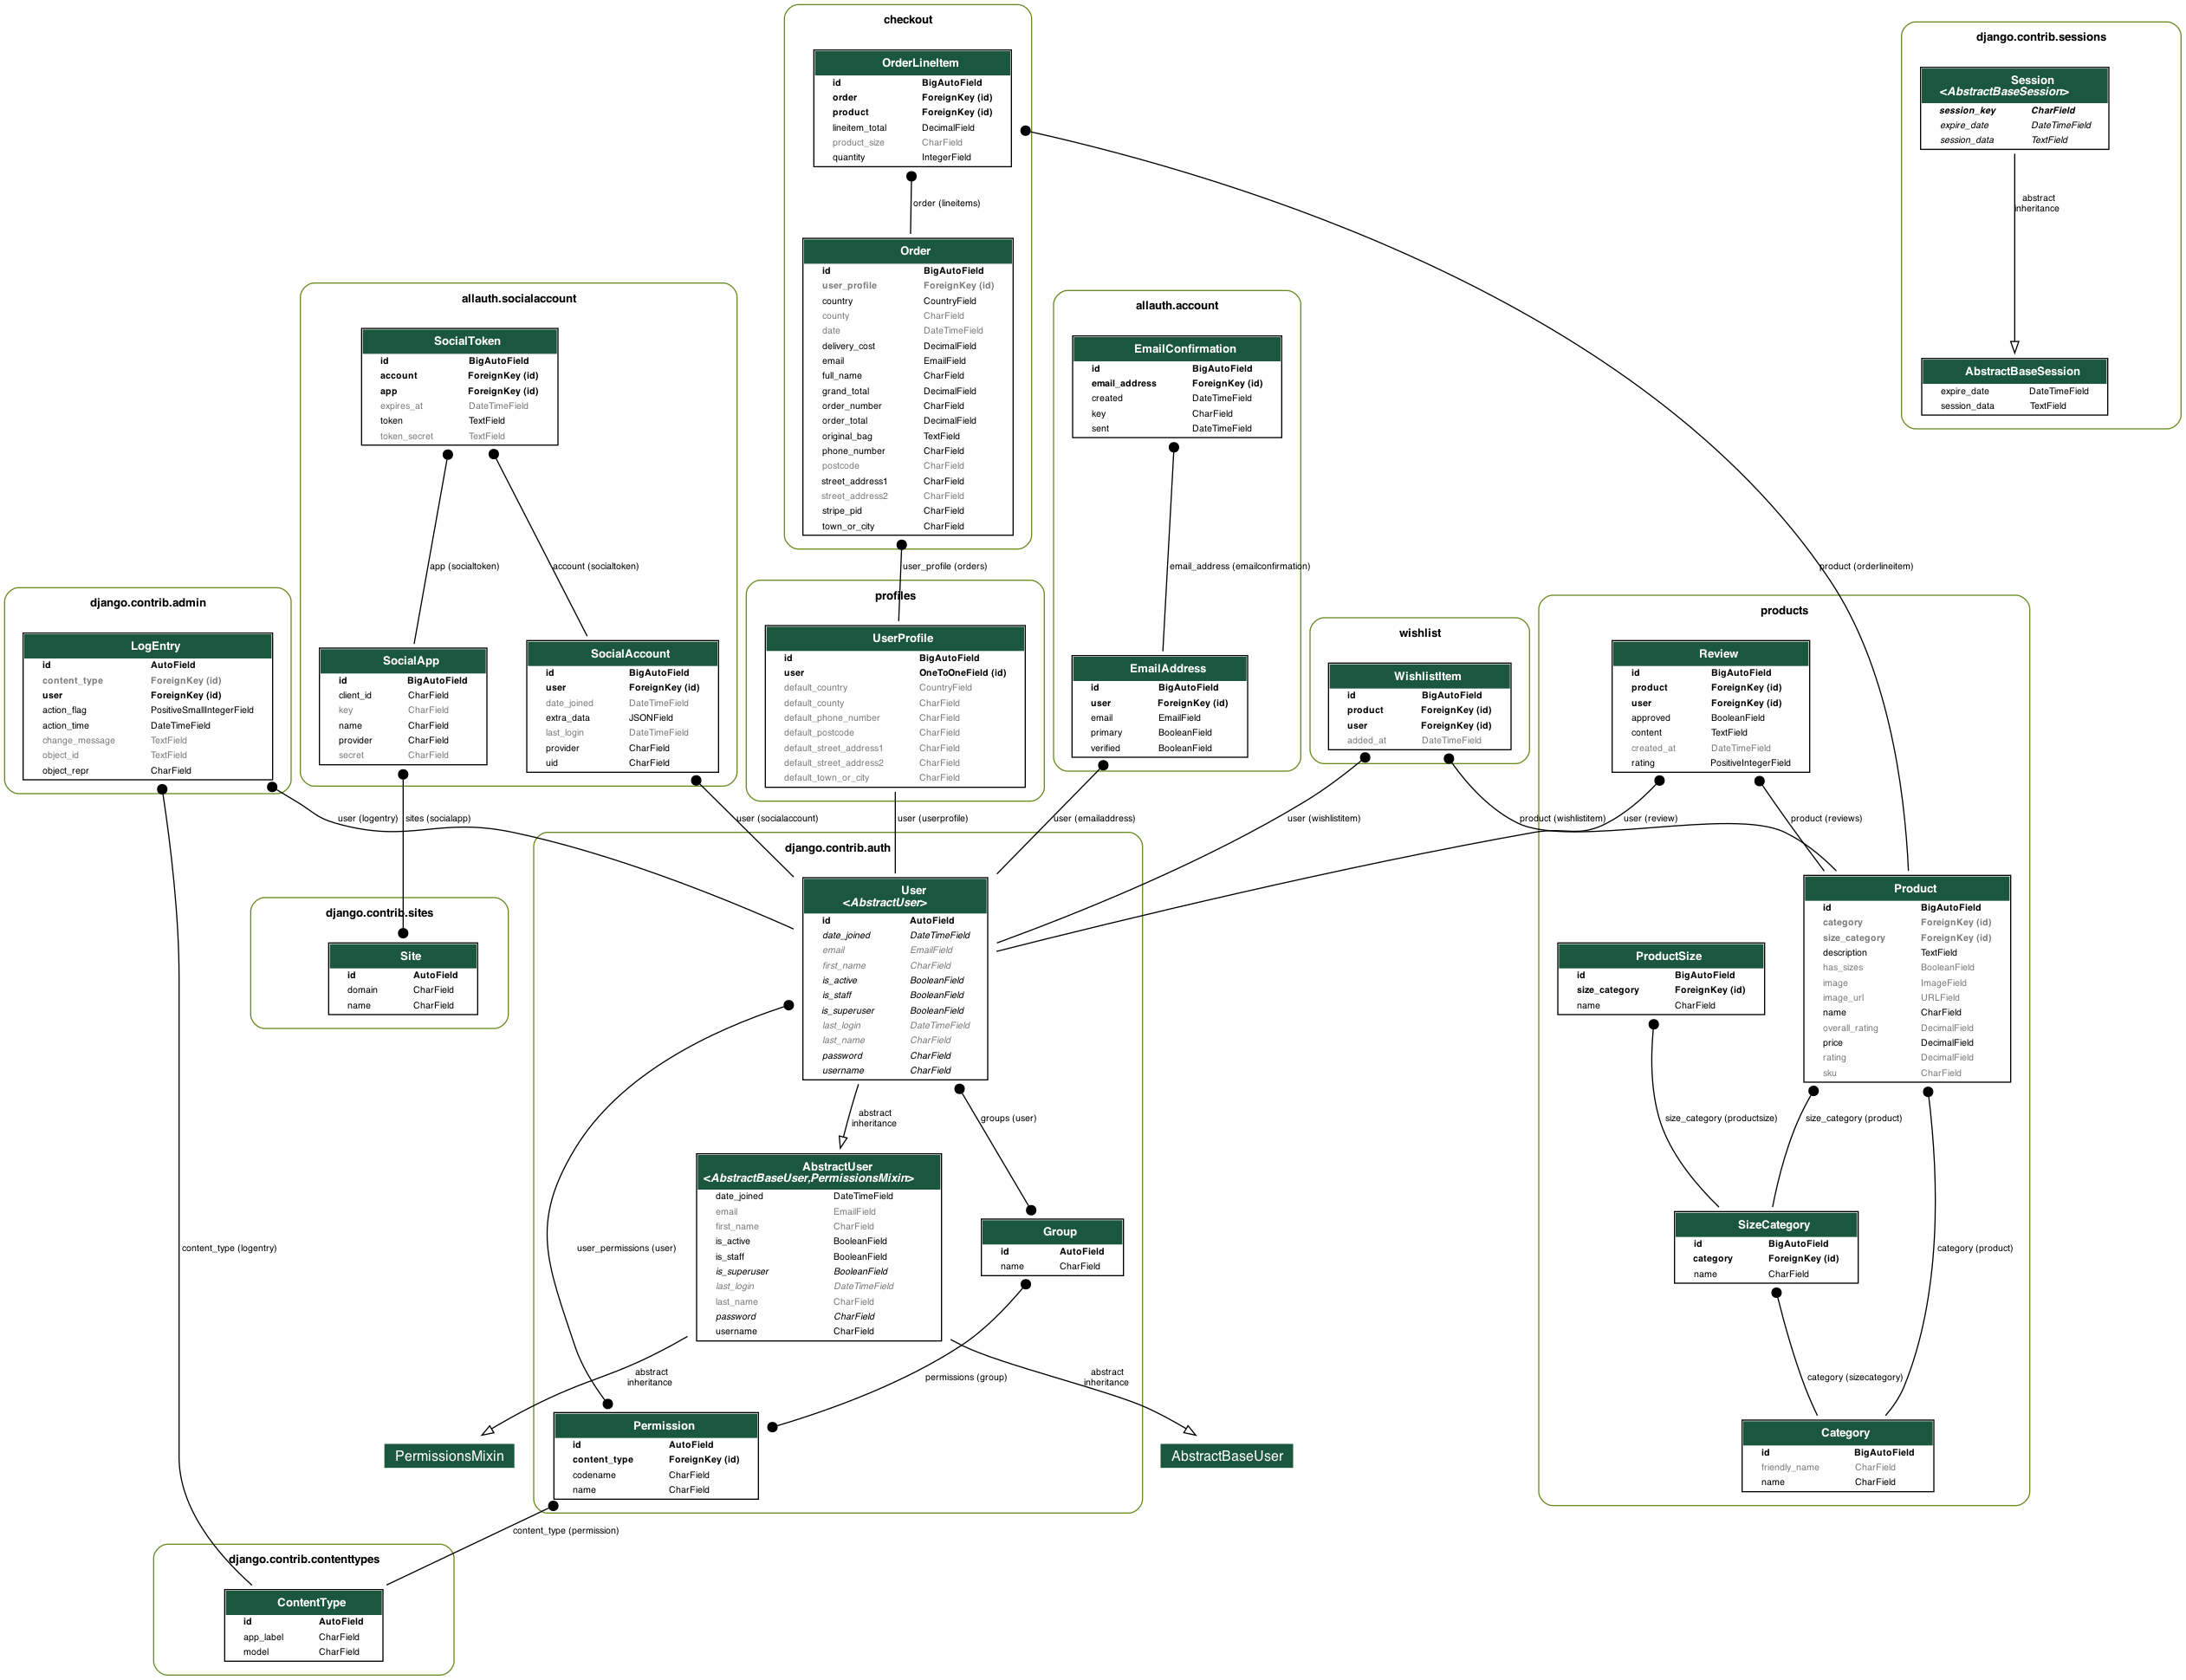 checkout
OrderLineItem
id BigAutoField
order ForeignKey (id)
product ForeignKey (id)
lineitem_total DecimalField
product_size CharField
quantity IntegerField
order (lineitems)
Order
id BigAutoField
user_profile ForeignKey (id)
country CountryField
county CharField
date DateTimeField
delivery_cost DecimalField
email EmailField
full_name CharField
grand_total DecimalField
order_number CharField
order_total DecimalField
original_bag TextField
phone_number CharField
postcode CharField
street_address1 CharField
street_address2 CharField
stripe_pid CharField
town_or_city CharField
user_profile (orders)
django.contrib.sessions
Session
<AbstractBaseSession>
session_key CharField
expire_date DateTimeField
session_data TextField
abstract
inheritance
AbstractBaseSession
expire_date DateTimeField
session_data TextField
allauth.socialaccount
SocialToken
id BigAutoField
account ForeignKey (id)
app ForeignKey (id)
expires_at DateTimeField
token TextField
token_secret TextField
app (socialtoken)
account (socialtoken)
SocialApp
id BigAutoField
client_id CharField
key CharField
name CharField
provider CharField
secret CharField
SocialAccount
id BigAutoField
user ForeignKey (id)
date_joined DateTimeField
extra_data JSONField
last_login DateTimeField
provider CharField
uid CharField
allauth.account
EmailConfirmation
id BigAutoField
email_address ForeignKey (id)
created DateTimeField
key CharField
sent DateTimeField
email_address (emailconfirmation)
EmailAddress
id BigAutoField
user ForeignKey (id)
email EmailField
primary BooleanField
verified BooleanField
product (orderlineitem)
django.contrib.admin
LogEntry
id AutoField
content_type ForeignKey (id)
user ForeignKey (id)
action_flag PositiveSmallIntegerField
action_time DateTimeField
change_message TextField
object_id TextField
object_repr CharField
profiles
UserProfile
id BigAutoField
user OneToOneField (id)
default_country CountryField
default_county CharField
default_phone_number CharField
default_postcode CharField
default_street_address1 CharField
default_street_address2 CharField
default_town_or_city CharField
wishlist
WishlistItem
id BigAutoField
product ForeignKey (id)
user ForeignKey (id)
added_at DateTimeField
products
Review
id BigAutoField
product ForeignKey (id)
user ForeignKey (id)
approved BooleanField
content TextField
created_at DateTimeField
rating PositiveIntegerField
user (logentry)
sites (socialapp)
user (socialaccount)
user (userprofile)
user (emailaddress)
user (wishlistitem)
product (wishlistitem)
user (review)
product (reviews)
django.contrib.auth
User
<AbstractUser>
id AutoField
date_joined DateTimeField
email EmailField
first_name CharField
is_active BooleanField
is_staff BooleanField
is_superuser BooleanField
last_login DateTimeField
last_name CharField
password CharField
username CharField
django.contrib.sites
Site
id AutoField
domain CharField
name CharField
Product
id BigAutoField
category ForeignKey (id)
size_category ForeignKey (id)
description TextField
has_sizes BooleanField
image ImageField
image_url URLField
name CharField
overall_rating DecimalField
price DecimalField
rating DecimalField
sku CharField
ProductSize
id BigAutoField
size_category ForeignKey (id)
name CharField
abstract
inheritance
groups (user)
size_category (productsize)
size_category (product)
AbstractUser
<AbstractBaseUser,PermissionsMixin>
date_joined DateTimeField
email EmailField
first_name CharField
is_active BooleanField
is_staff BooleanField
is_superuser BooleanField
last_login DateTimeField
last_name CharField
password CharField
username CharField
Group
id AutoField
name CharField
SizeCategory
id BigAutoField
category ForeignKey (id)
name CharField
content_type (logentry)
user_permissions (user)
category (product)
abstract
inheritance
permissions (group)
abstract
inheritance
category (sizecategory)
PermissionsMixin
Permission
id AutoField
content_type ForeignKey (id)
codename CharField
name CharField
AbstractBaseUser
Category
id BigAutoField
friendly_name CharField
name CharField
content_type (permission)
django.contrib.contenttypes
ContentType
id AutoField
app_label CharField
model CharField